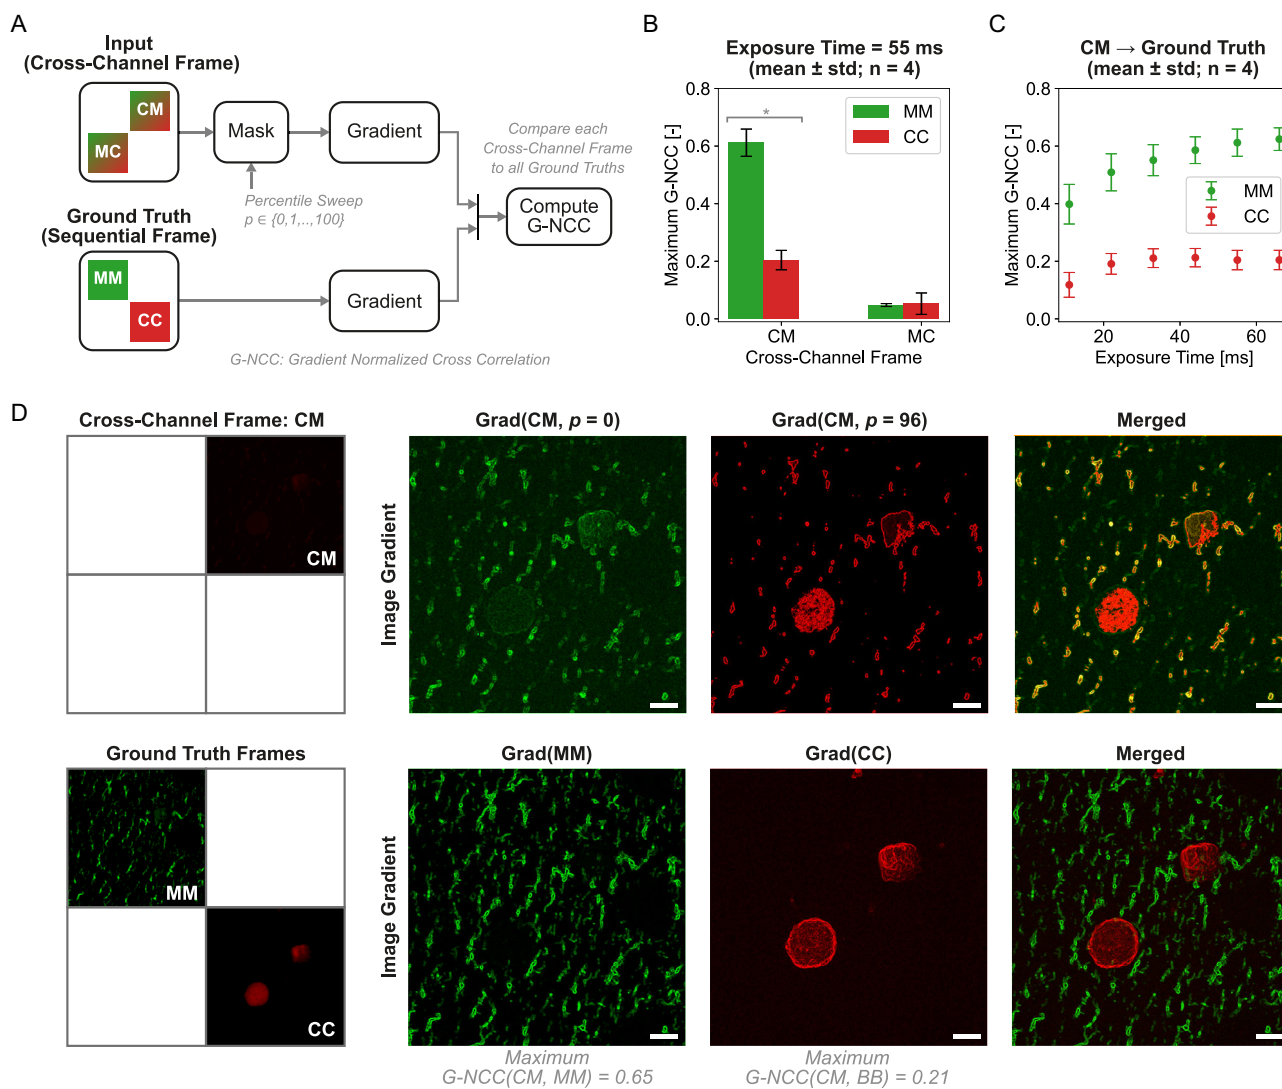 A
Input
(Cross-Channel Frame)
CM
MC
Mask
Gradient
Percentile Sweep
p ∈ {0,1,..,100}
Compare each
Cross-Channel Frame
to all Ground Truths
Compute
G-NCC
Ground Truth
(Sequential Frame)
MM
CC
Gradient
G-NCC: Gradient Normalized Cross Correlation
B
Exposure Time = 55 ms
(mean ± std; n = 4)
Maximum G-NCC [-]
0.8
0.6
0.4
0.2
0.0
*
MM
CC
CM
MC
Cross-Channel Frame
C
CM → Ground Truth
(mean ± std; n = 4)
Maximum G-NCC [-]
0.8
0.6
0.4
0.2
0.0
MM
CC
20
40
60
Exposure Time [ms]
D
Cross-Channel Frame: CM
CM
Image Gradient
Grad(CM, p = 0)
Grad(CM, p = 96)
Merged
Ground Truth Frames
MM
CC
Image Gradient
Grad(MM)
Grad(CC)
Merged
Maximum
G-NCC(CM, MM) = 0.65
Maximum
G-NCC(CM, BB) = 0.21